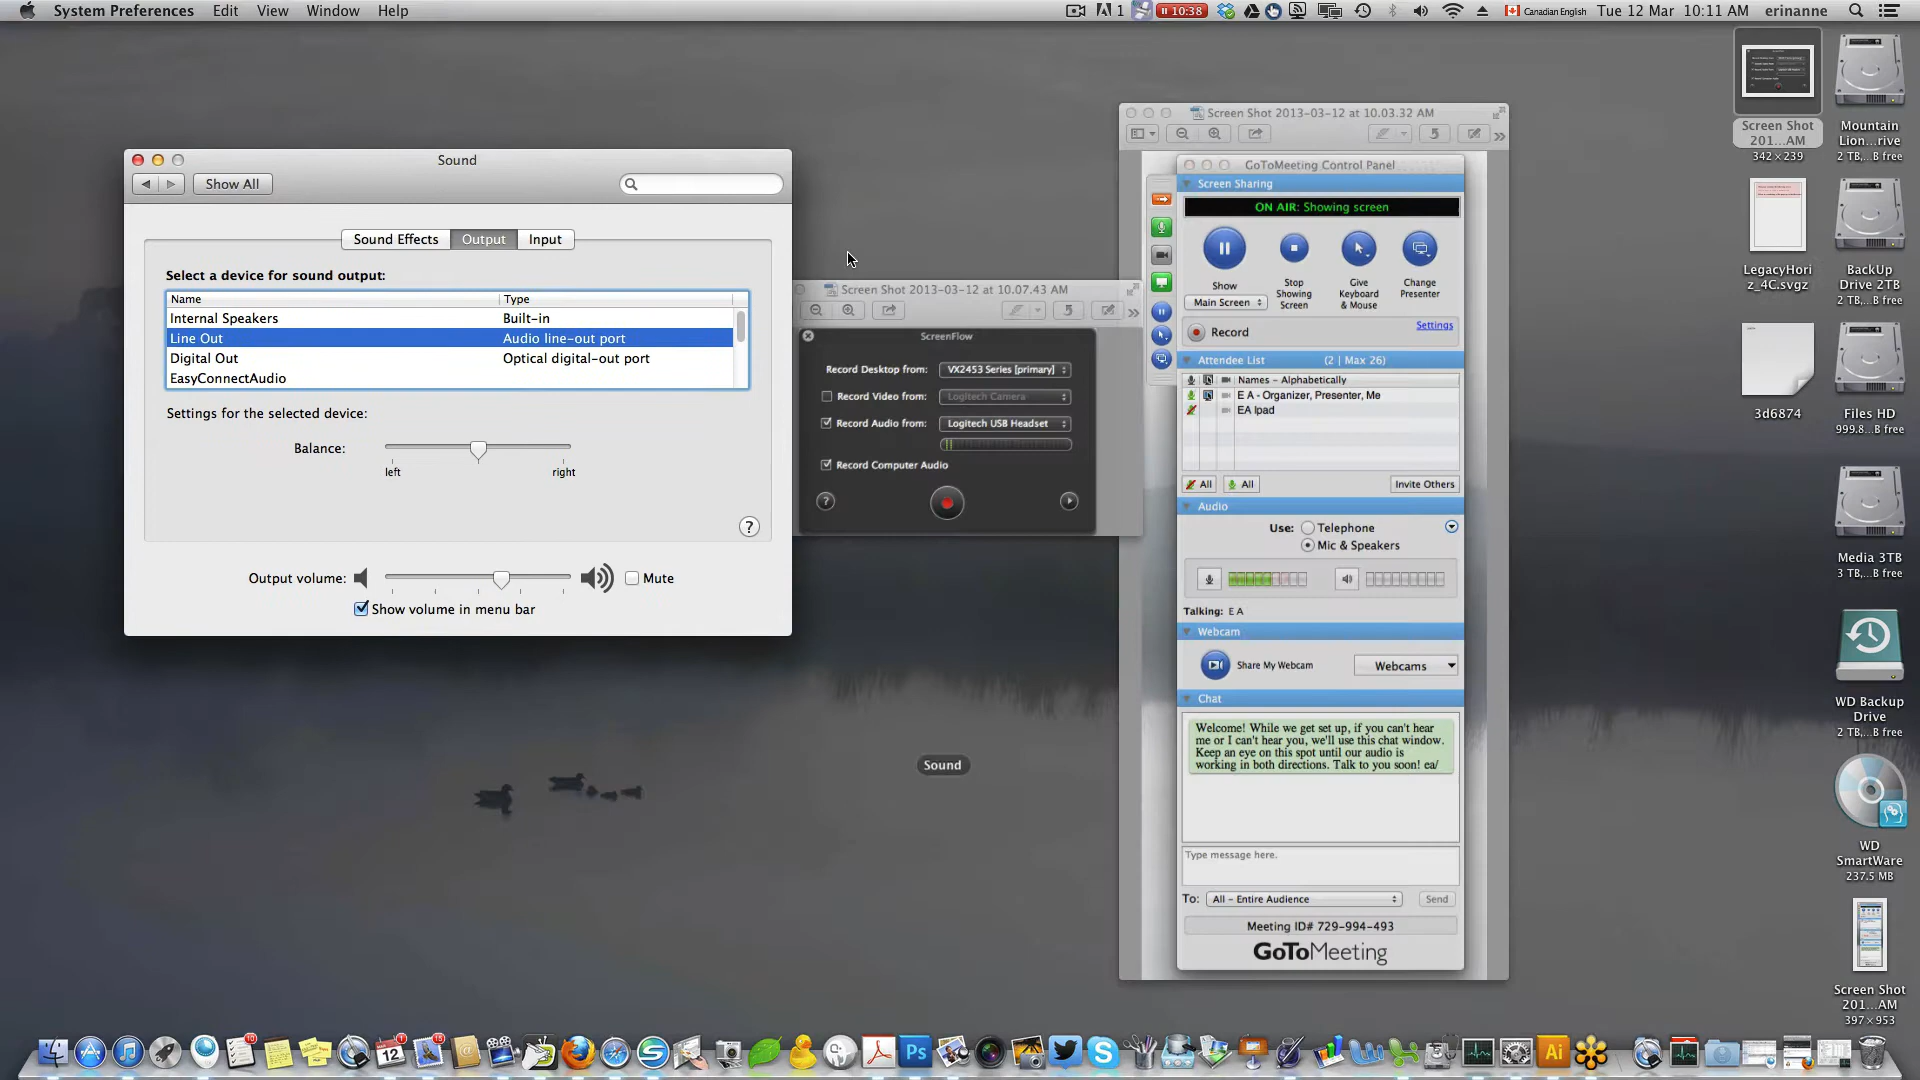 System Preferences Edit View Window Help
1 10:38 Canadian English Tue 12 Mar 10:11 AM erinanne
Sound
Show All
Sound Effects Output Input
Select a device for sound output:
Name Type
Internal Speakers Built-in
Line Out Audio line-out port
Digital Out Optical digital-out port
EasyConnectAudio
Settings for the selected device:
Balance:
left right
?
Output volume: Mute
Show volume in menu bar
Screen Shot 2013-03-12 at 10.07.43 AM
ScreenFlow
Record Desktop from: VX2453 Series [primary]
Record Video from: Logitech Camera
Record Audio from: Logitech USB Headset
Record Computer Audio
?
Sound
Screen Shot 2013-03-12 at 10.03.32 AM
GoToMeeting Control Panel
Screen Sharing
ON AIR: Showing screen
Show
Main Screen
Stop
Showing
Screen
Give
Keyboard
& Mouse
Change
Presenter
Record Settings
Attendee List (2 | Max 26)
Names - Alphabetically
E A - Organizer, Presenter, Me
EA Ipad
All All Invite Others
Audio
Use: Telephone
Mic & Speakers
Talking: E A
Webcam
Share My Webcam Webcams
Chat
Welcome! While we get set up, if you can't hear
me or I can't hear you, we'll use this chat window.
Keep an eye on this spot until our audio is
working in both directions. Talk to you soon! ea/
Type message here.
To: All - Entire Audience Send
Meeting ID# 729-994-493
GoToMeeting
Screen Shot
201...AM
342×239
LegacyHori
z_4C.svgz
3d6874
Mountain
Lion...rive
2 TB,...B free
BackUp
Drive 2TB
2 TB,...B free
Files HD
999.8...B free
Media 3TB
3 TB,...B free
WD Backup
Drive
2 TB,...B free
WD
SmartWare
237.5 MB
Screen Shot
201...AM
397×953
12
Ps
Ai